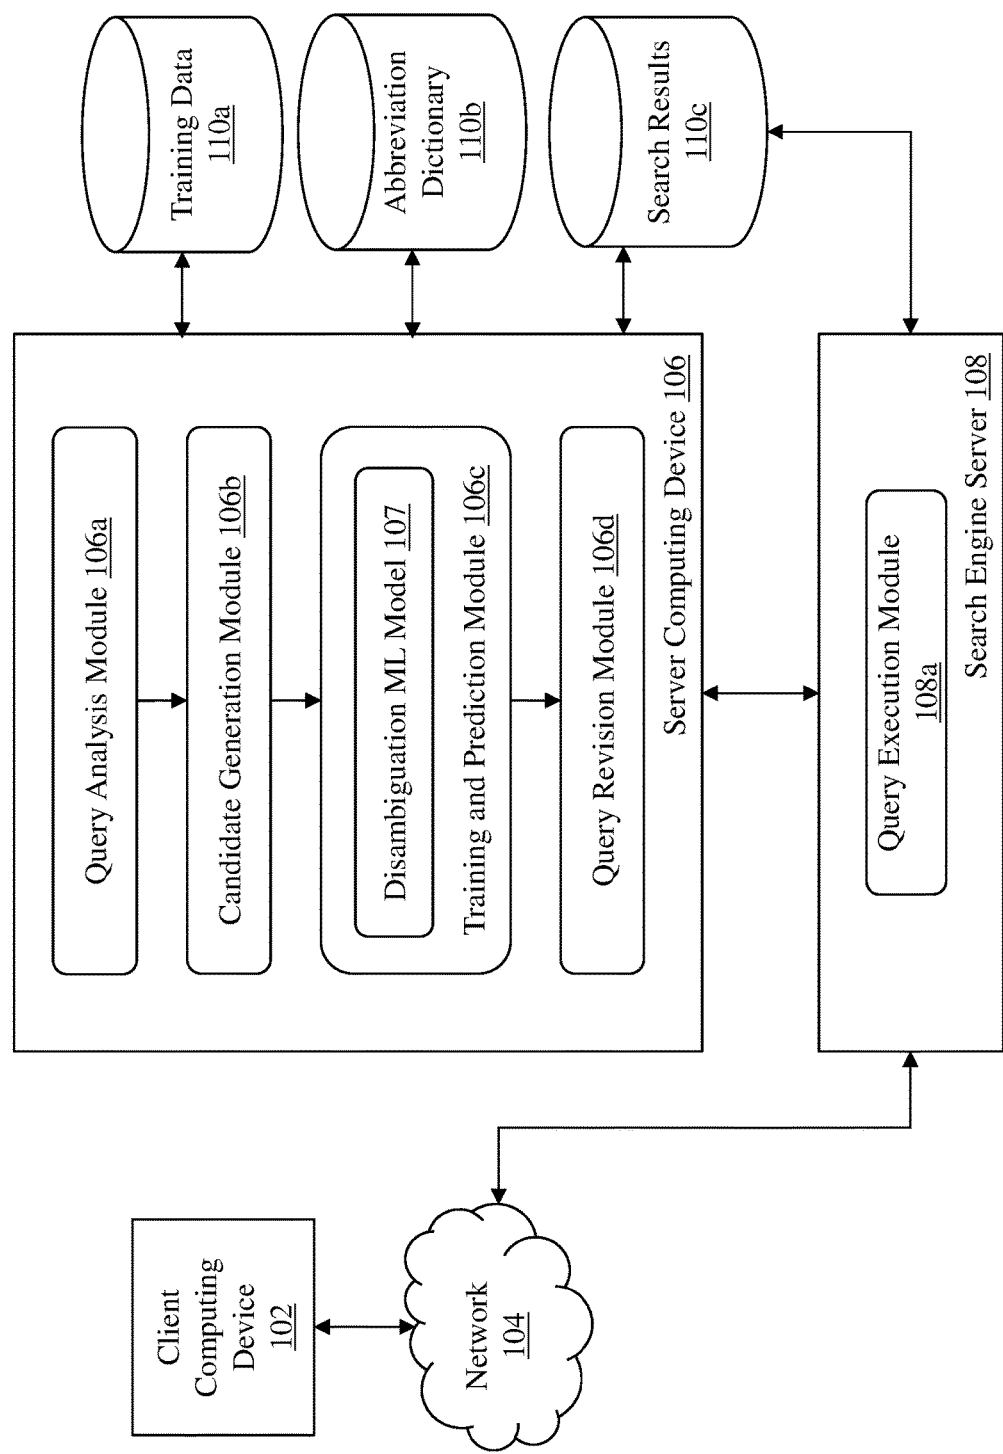 Client
Computing
Device
102
Network
104
Query Analysis Module 106a
Candidate Generation Module 106b
Disambiguation ML Model 107
Training and Prediction Module 106c
Query Revision Module 106d
Server Computing Device 106
Query Execution Module
108a
Search Engine Server 108
Training Data
110a
Abbreviation
Dictionary
110b
Search Results
110c